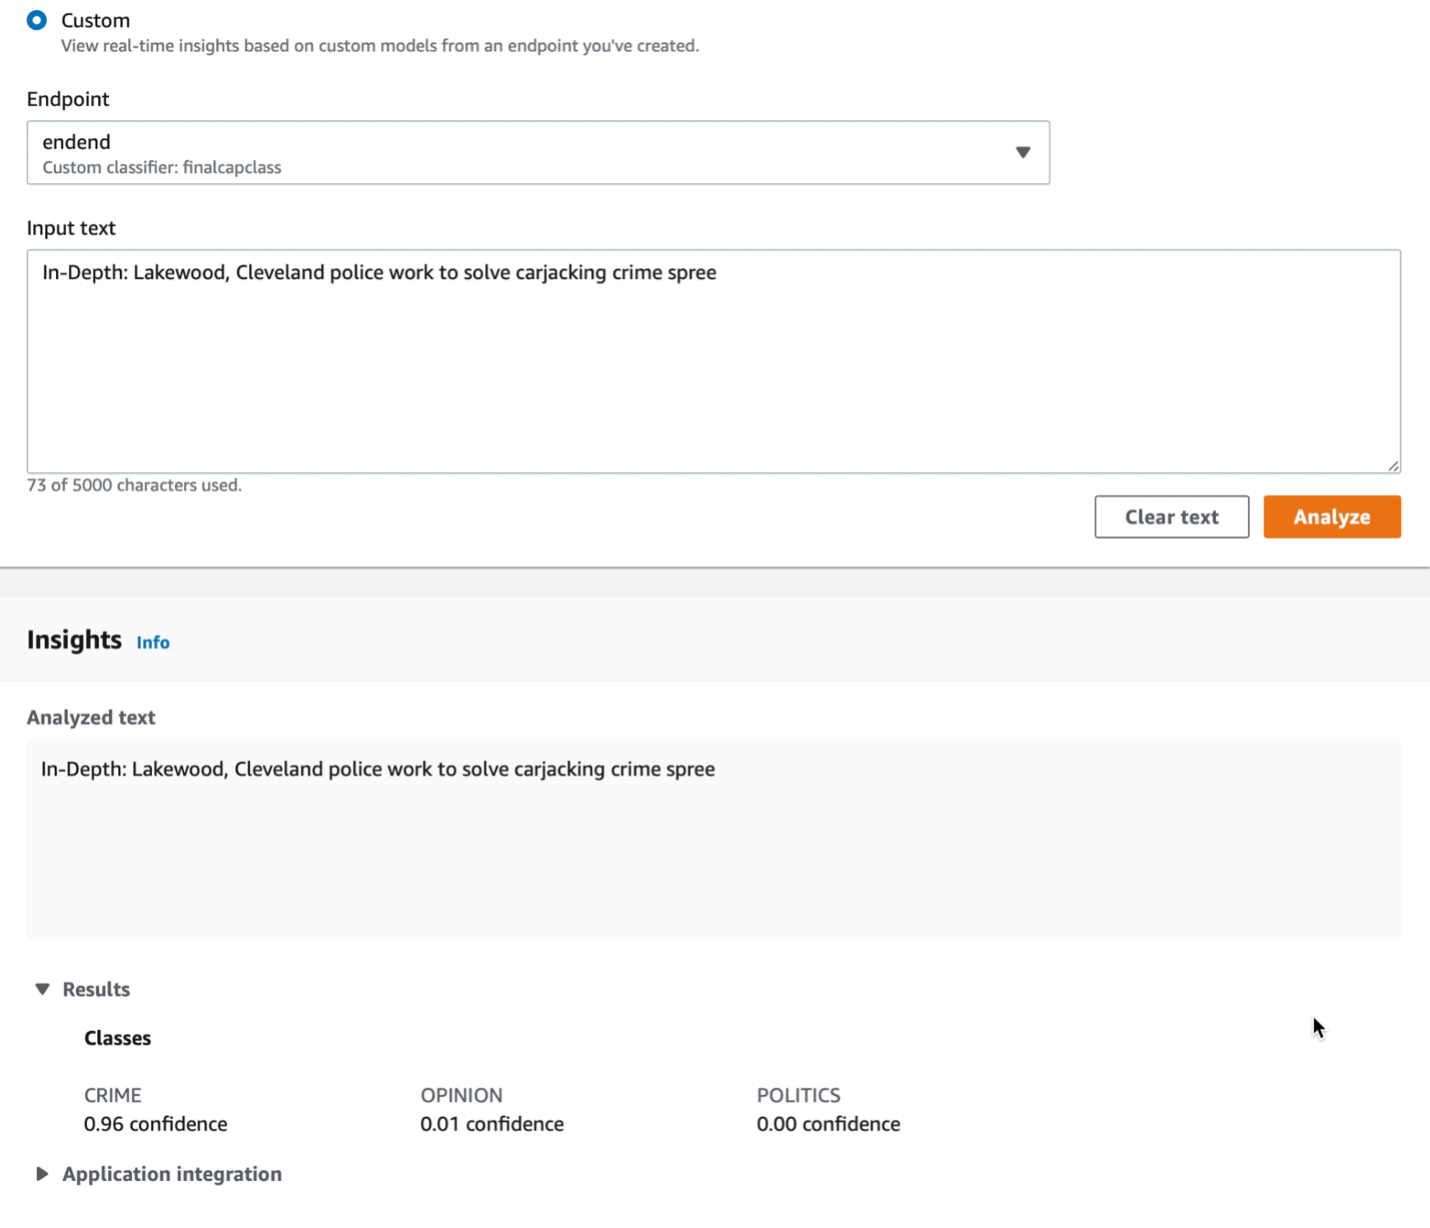 Custom
View real-time insights based on custom models from an endpoint you've created.
Endpoint
endend
Custom classifier: finalcapclass
Input text
In-Depth: Lakewood, Cleveland police work to solve carjacking crime spree
73 of 5000 characters used.
Clear text
Analyze
Insights Info
Analyzed text
In-Depth: Lakewood, Cleveland police work to solve carjacking crime spree
Results
Classes
CRIME
0.96 confidence
OPINION
0.01 confidence
POLITICS
0.00 confidence
Application integration